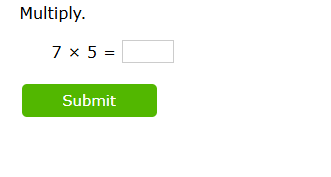 Multiply.
7 × 5 =
Submit